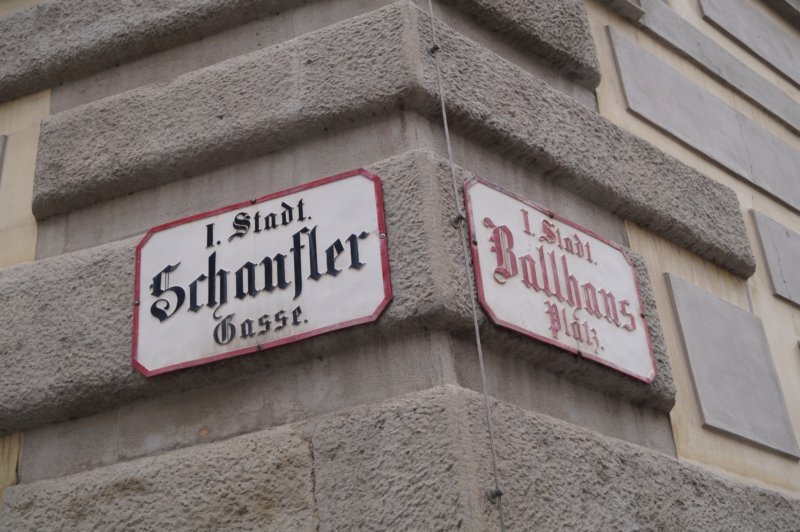 I. Stadt.
Schaufler
Gasse.
I. Stadt.
Ballhaus
Platz.